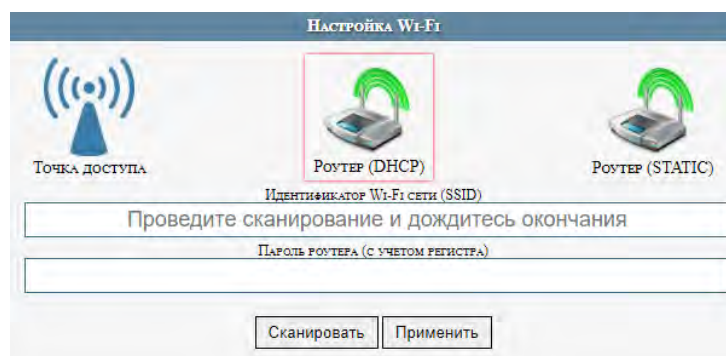 Настройка Wi-Fi
Точка доступа
Роутер (DHCP)
Роутер (STATIC)
Идентификатор Wi-Fi сети (SSID)
Проведите сканирование и дождитесь окончания
Пароль роутера (с учетом регистра)
Сканировать Применить